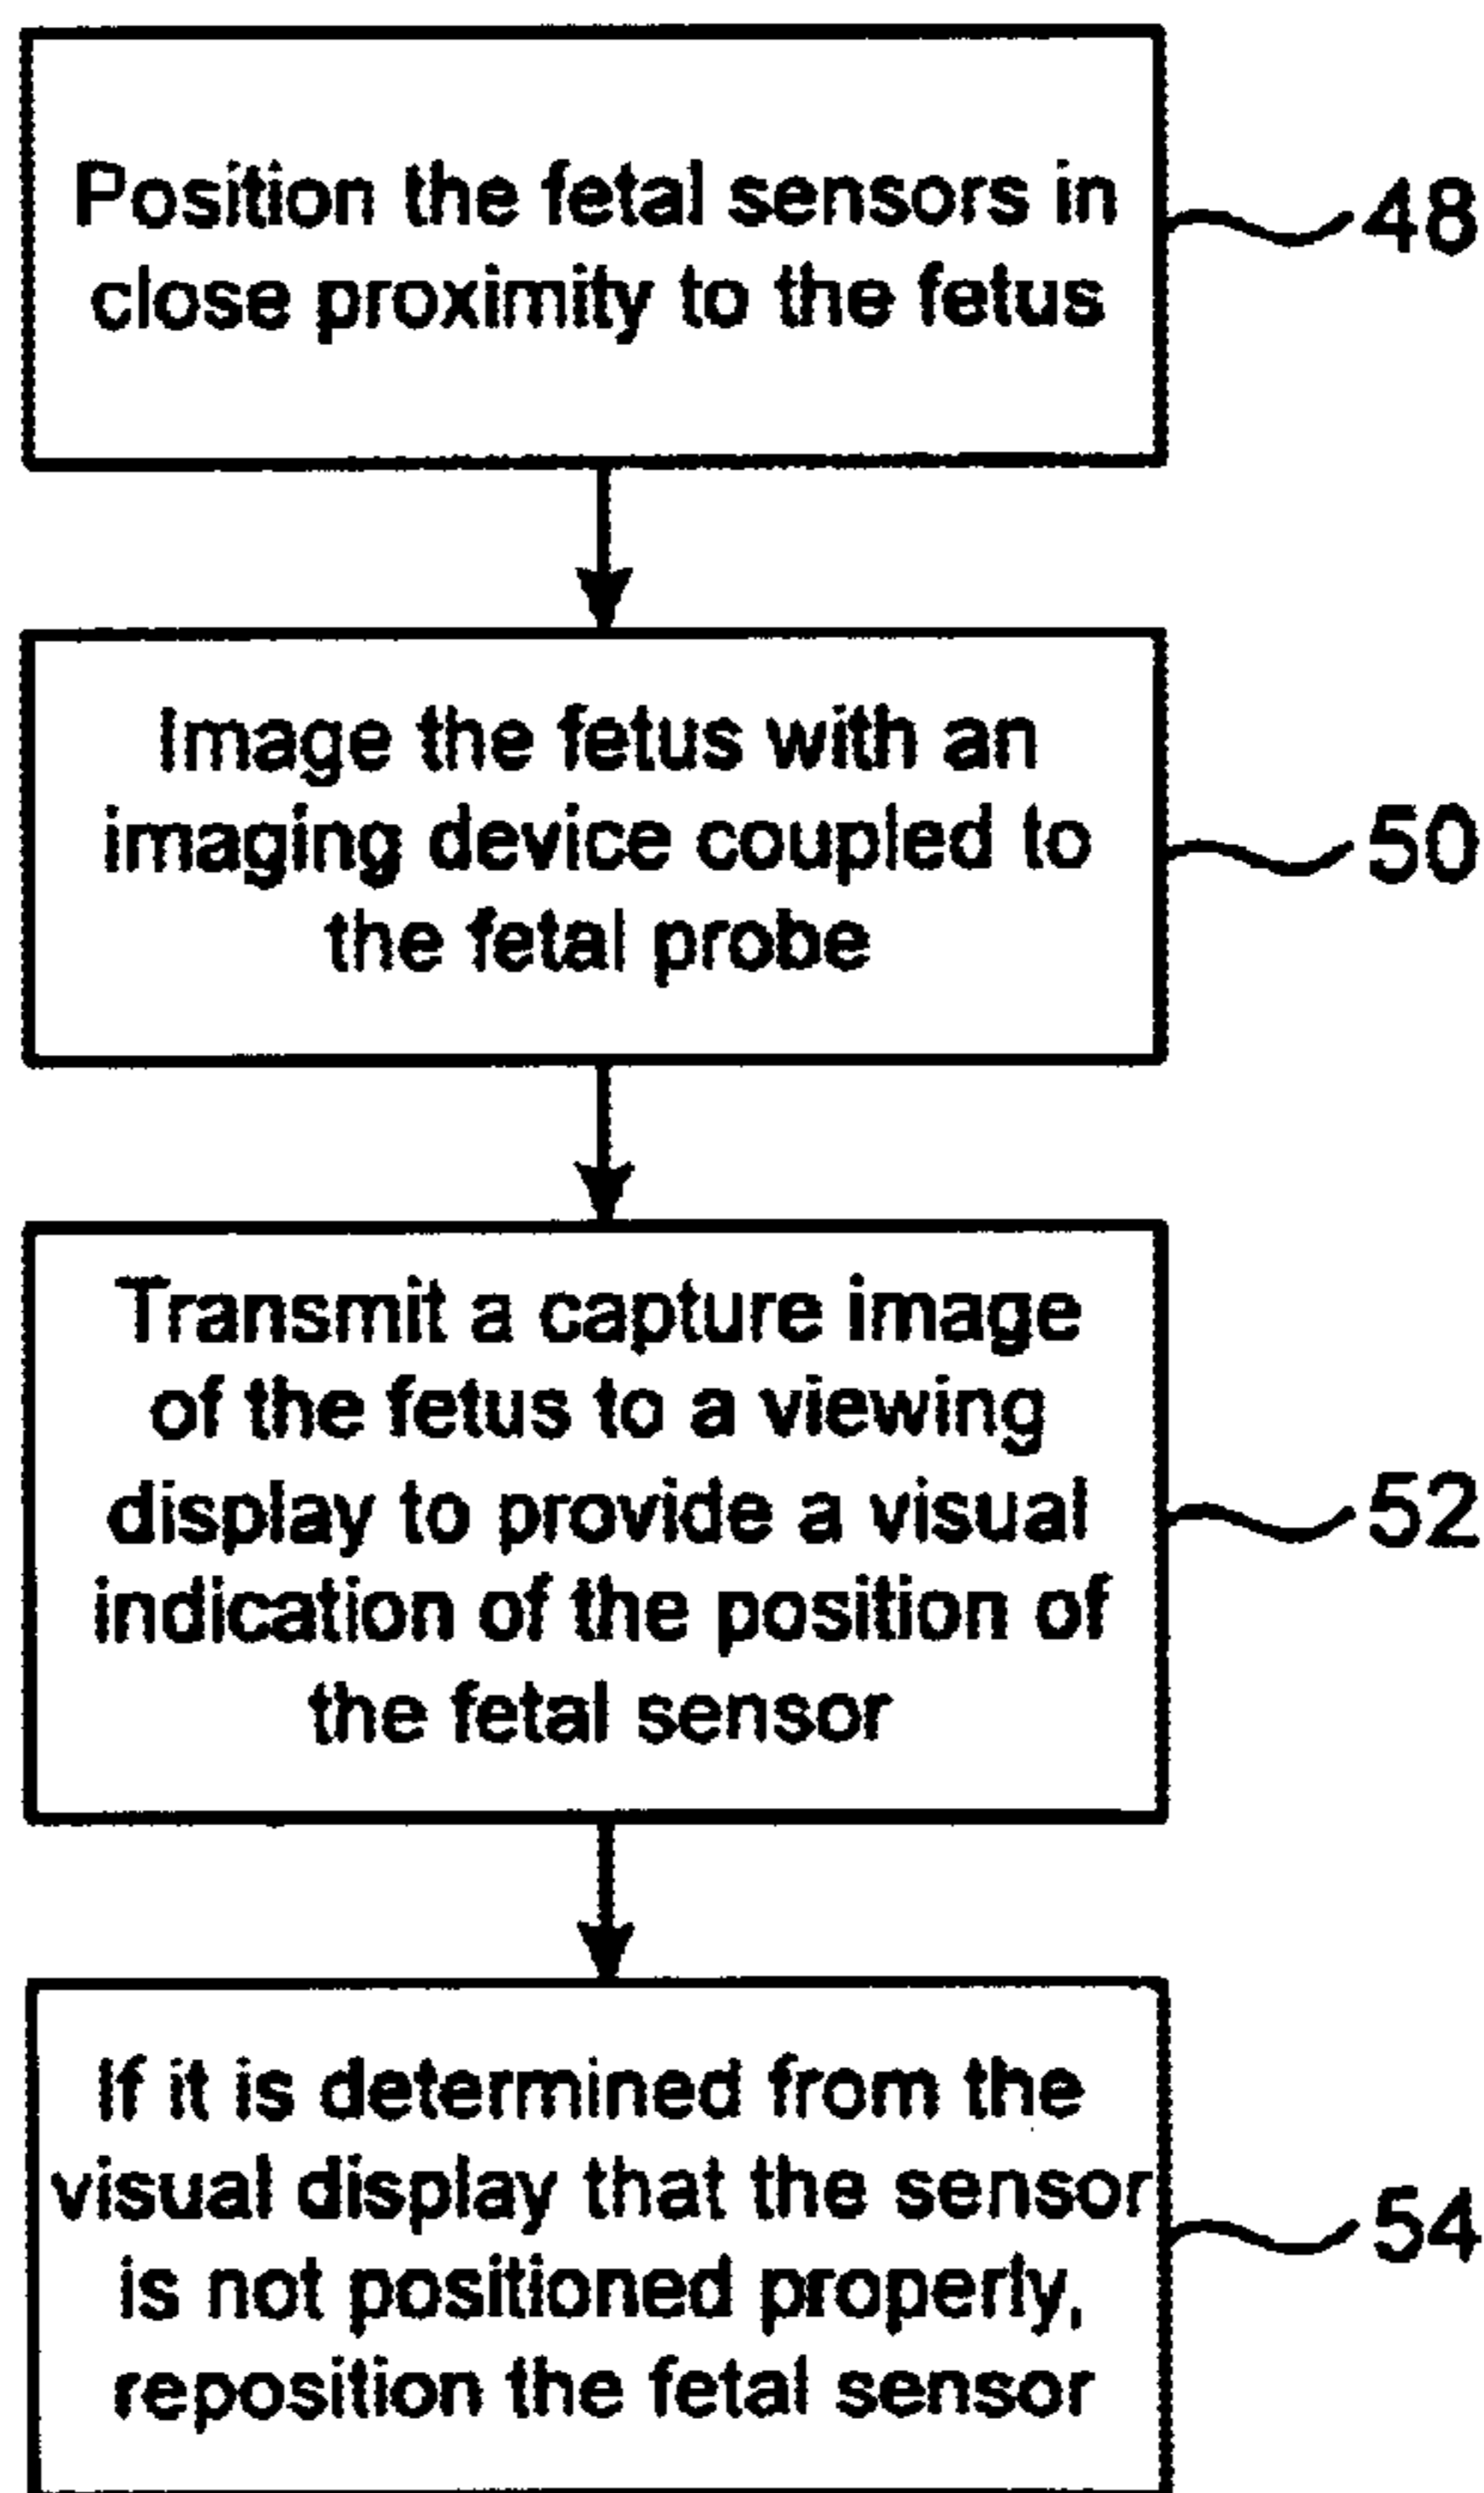 Position the fetal sensors in
close proximity to the fetus
48
Image the fetus with an
imaging device coupled to
the fetal probe
50
Transmit a capture image
of the fetus to a viewing
display to provide a visual
indication of the position of
the fetal sensor
52
If it is determined from the
visual display that the sensor
is not positioned properly,
reposition the fetal sensor
54